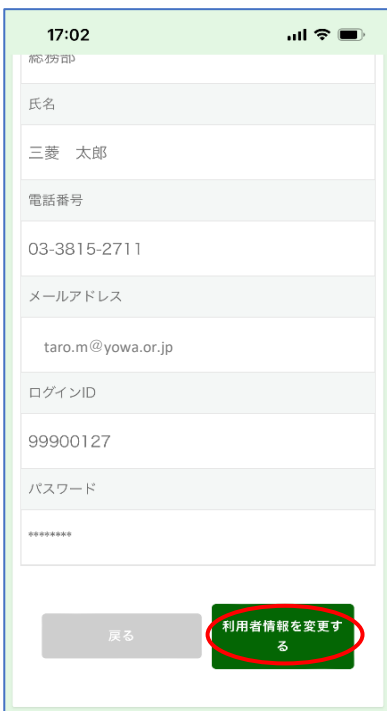 17:02
総務部
氏名
三菱　太郎
電話番号
03-3815-2711
メールアドレス
taro.m@yowa.or.jp
ログインID
99900127
パスワード
********
戻る
利用者情報を変更す
る